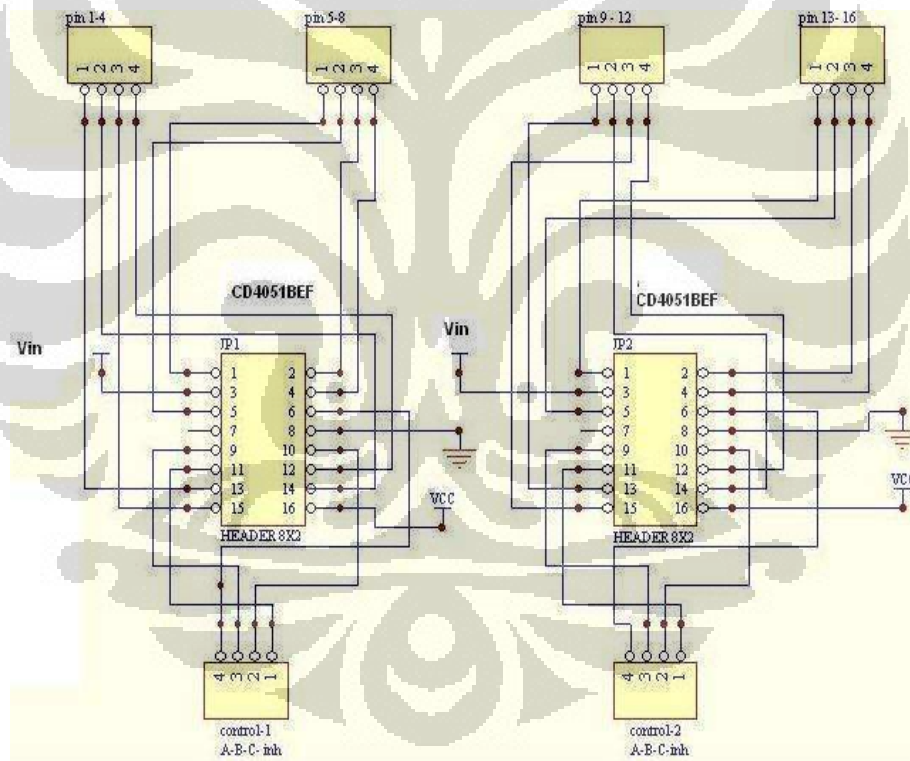 pin 1-4
pin 5-8
pin 9 - 12
pin 13- 16
1 2 3 4
1 2 3 4
1 2 3 4
1 2 3 4
CD4051BEF
CD4051BEF
Vin
Vin
JP1
JP2
1 2
3 4
5 6
7 8
9 10
11 12
13 14
15 16
1 2
3 4
5 6
7 8
9 10
11 12
13 14
15 16
VCC
VCC
HEADER 8X2
HEADER 8X2
4 3 2 1
4 3 2 1
control-1
A-B-C- inh
control-2
A-B-C-inh